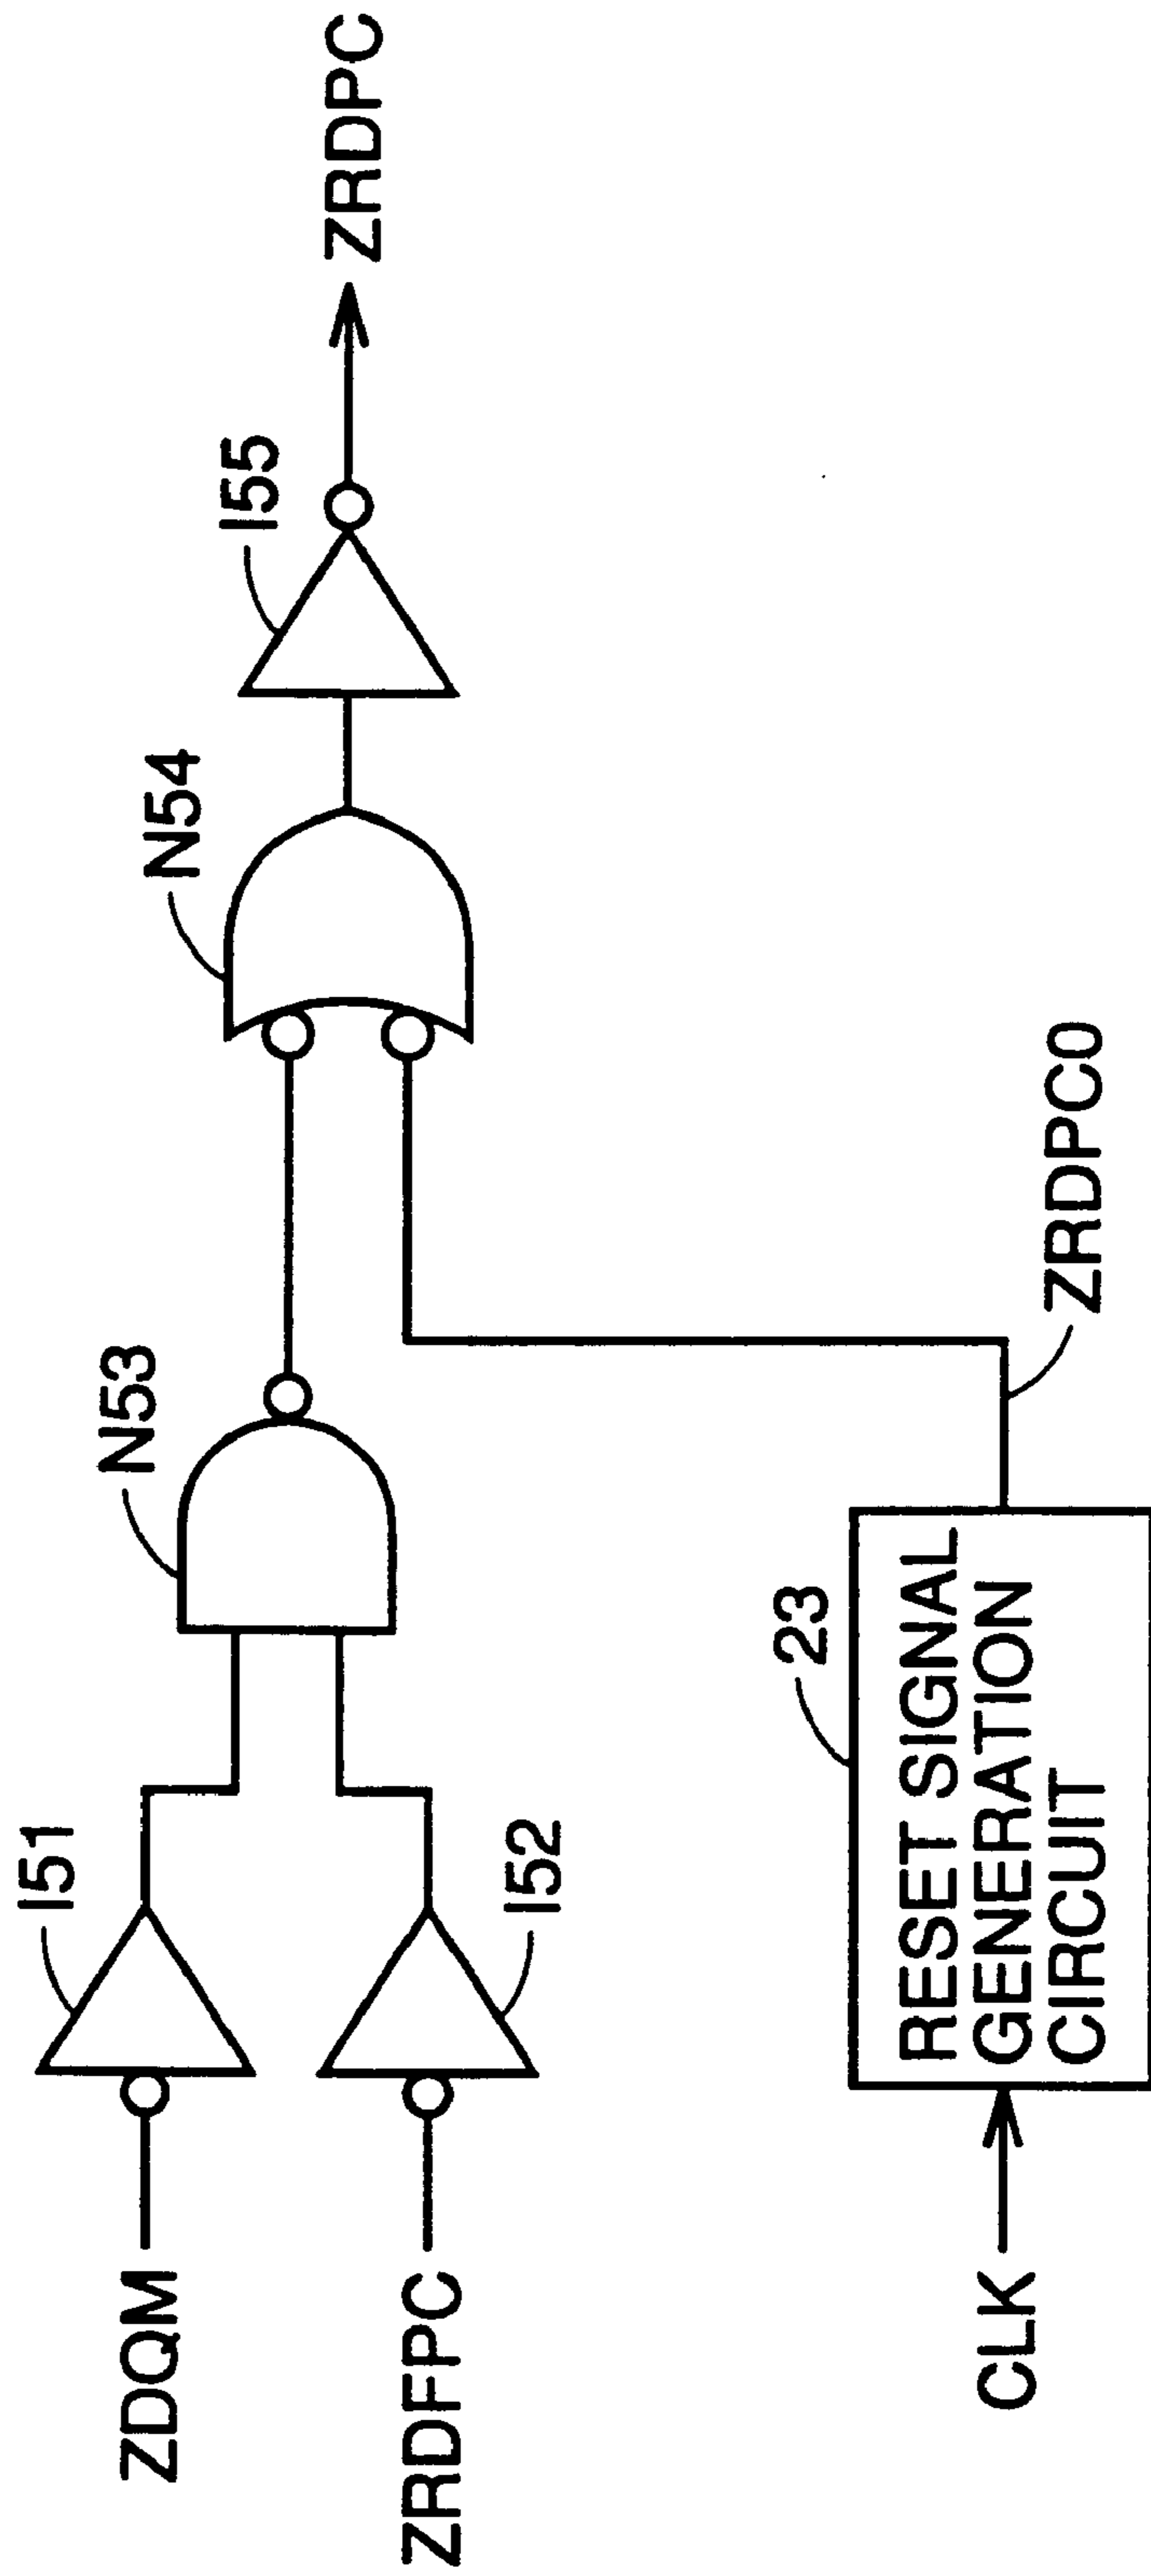 ZDQM
I51
N53
N54
I55
ZRDPC
ZRDFPC
I52
CLK
23
RESET SIGNAL
GENERATION
CIRCUIT
ZRDPC0